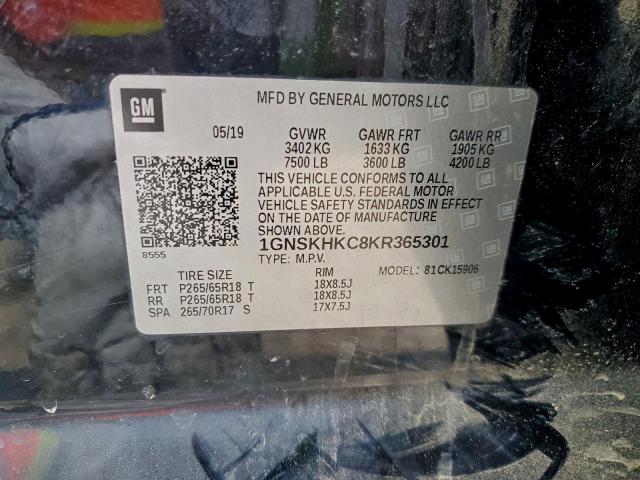 GM
MFD BY GENERAL MOTORS LLC
05/19 GVWR GAWR FRT GAWR RR
3402 KG 1633 KG 1905 KG
7500 LB 3600 LB 4200 LB
THIS VEHICLE CONFORMS TO ALL
APPLICABLE U.S. FEDERAL MOTOR
VEHICLE SAFETY STANDARDS IN EFFECT
ON THE DATE OF MANUFACTURE
SHOWN ABOVE.
1GNSKHKC8KR365301
8555 TYPE: M.P.V. MODEL: 81CK15906
TIRE SIZE RIM
FRT P265/65R18 T 18X8.5J
RR P265/65R18 T 18X8.5J
SPA 265/70R17 S 17X7.5J